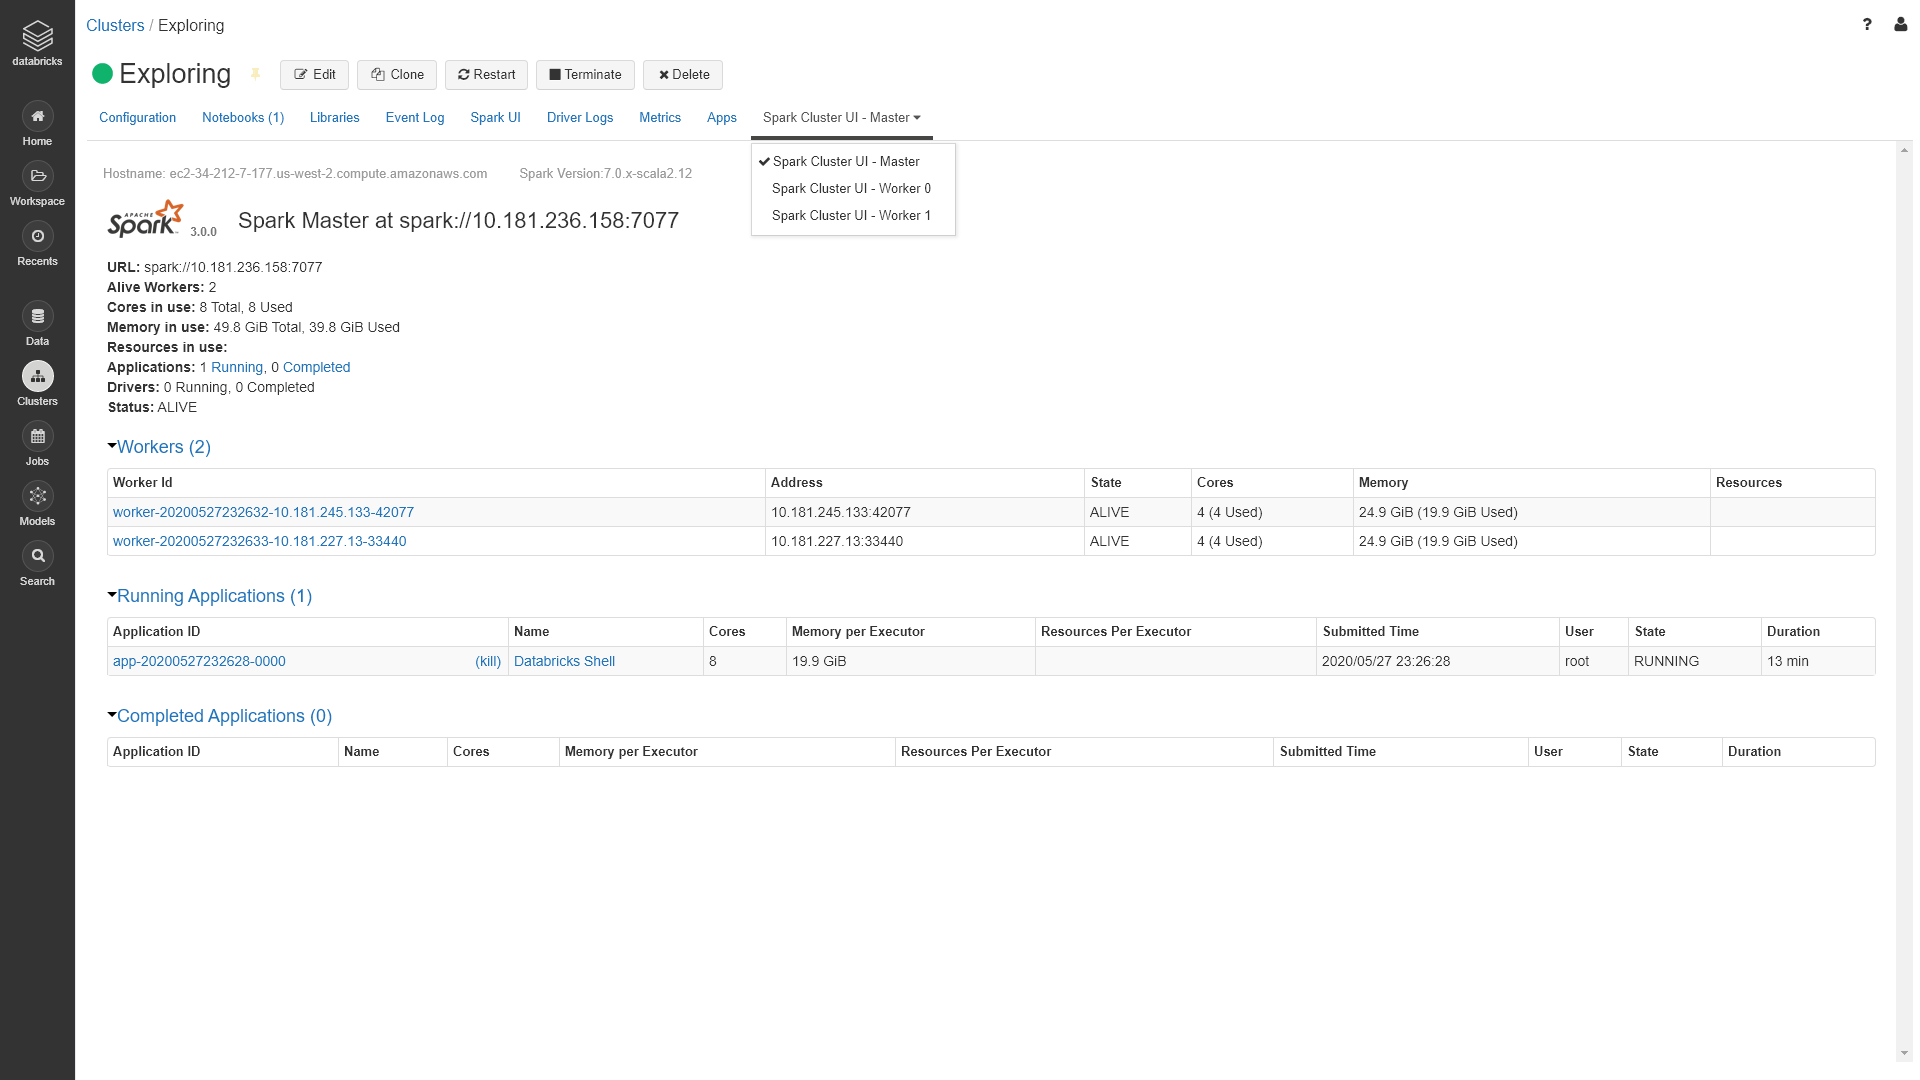 databricks
Home
Workspace
Recents
Data
Clusters
Jobs
Models
Search
Clusters / Exploring
?
Exploring Edit Clone Restart Terminate Delete
Configuration Notebooks (1) Libraries Event Log Spark UI Driver Logs Metrics Apps Spark Cluster UI - Master
Spark Cluster UI - Master
Spark Cluster UI - Worker 0
Spark Cluster UI - Worker 1
Hostname: ec2-34-212-7-177.us-west-2.compute.amazonaws.com Spark Version:7.0.x-scala2.12
APACHE Spark 3.0.0 Spark Master at spark://10.181.236.158:7077
URL: spark://10.181.236.158:7077
Alive Workers: 2
Cores in use: 8 Total, 8 Used
Memory in use: 49.8 GiB Total, 39.8 GiB Used
Resources in use:
Applications: 1 Running, 0 Completed
Drivers: 0 Running, 0 Completed
Status: ALIVE
Workers (2)
Worker Id Address State Cores Memory Resources
worker-20200527232632-10.181.245.133-42077 10.181.245.133:42077 ALIVE 4 (4 Used) 24.9 GiB (19.9 GiB Used)
worker-20200527232633-10.181.227.13-33440 10.181.227.13:33440 ALIVE 4 (4 Used) 24.9 GiB (19.9 GiB Used)
Running Applications (1)
Application ID Name Cores Memory per Executor Resources Per Executor Submitted Time User State Duration
app-20200527232628-0000 (kill) Databricks Shell 8 19.9 GiB 2020/05/27 23:26:28 root RUNNING 13 min
Completed Applications (0)
Application ID Name Cores Memory per Executor Resources Per Executor Submitted Time User State Duration